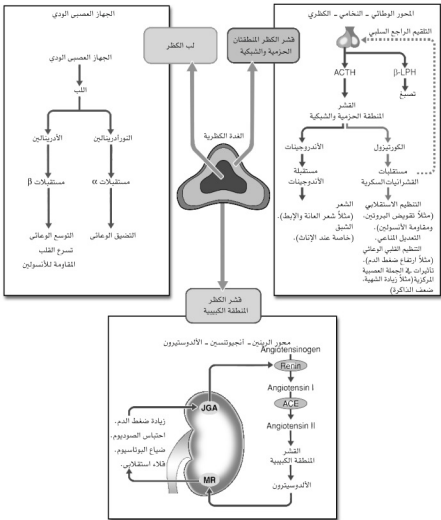 المحور الوطائي - النخامي - الكظري
التلقيم الراجع السلبي
ACTH
β-LPH
تصبغ
القشر
المنطقة الحزمية والشبكية
الأندروجينات
الكورتيزول
مستقبلة
الأندروجينات
مستقلبات
القشرانيات السكرية
الشعر
(مثلاً شعر العانة والإبط).
الشبق
(خاصة عند الإناث).
التنظيم الاستقلابي
(مثلاً تقويض البروتين،
ومقاومة الأنسولين).
التعديل المناعي.
التنظيم القلبي الوعائي
(مثلاً ارتفاع ضغط الدم).
تأثيرات في الجملة العصبية
المركزية (مثلاً زيادة الشهية،
ضعف الذاكرة)
قشر الكظر المنطقتان
الحزمية والشبكية
لب الكظر
الغدة الكظرية
الجهاز العصبي الودي
الجهاز العصبي الودي
اللب
النورأدرينالين
الأدرينالين
مستقبلات α
مستقبلات β
التضيق الوعائي
التوسع الوعائي
تسرع القلب
المقاومة للأنسولين
قشر الكظر
المنطقة الكبيبية
محور الرينين - أنجيوتنسين - الألدوستيرون
Angiotensinogen
Renin
Angiotensin I
ACE
Angiotensin II
القشر
المنطقة الكبيبية
الألدوستيرون
JGA
MR
زيادة ضغط الدم.
احتباس الصوديوم.
ضياع البوتاسيوم.
قلاء استقلابي.